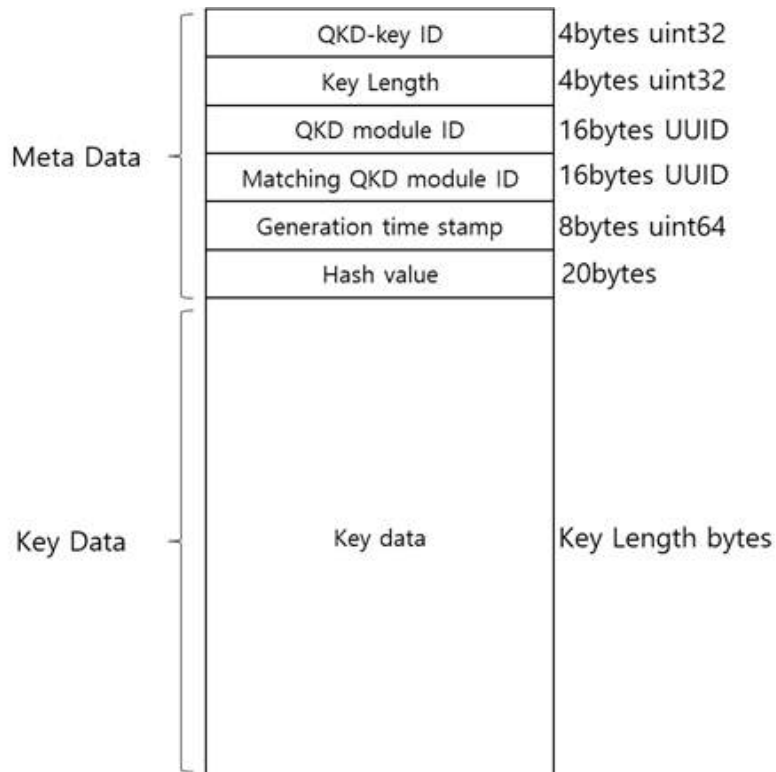 QKD-key ID 4bytes uint32
Key Length 4bytes uint32
QKD module ID 16bytes UUID
Meta Data
Matching QKD module ID 16bytes UUID
Generation time stamp 8bytes uint64
Hash value 20bytes
Key Data Key data Key Length bytes